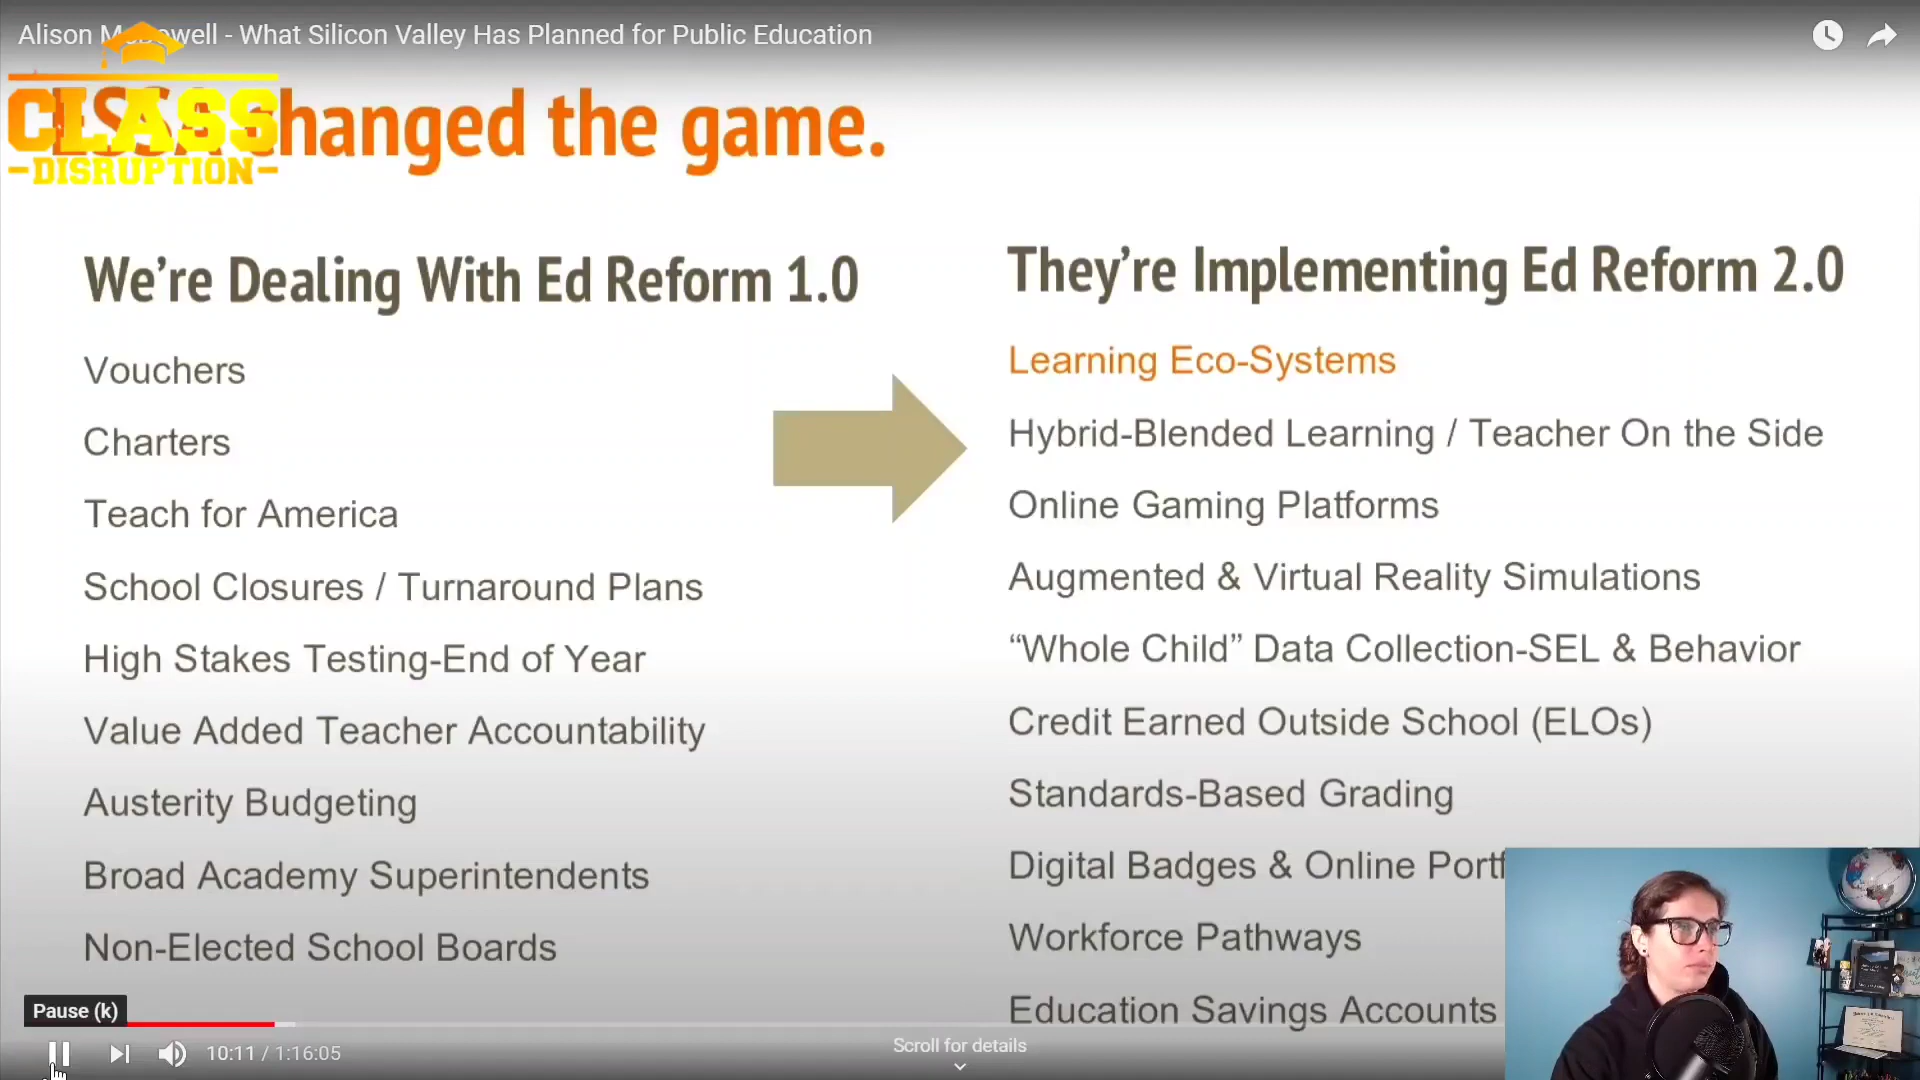 Alison McDowell - What Silicon Valley Has Planned for Public Education
CLASS
-DISRUPTION-
changed the game.
We’re Dealing With Ed Reform 1.0
Vouchers
Charters
Teach for America
School Closures / Turnaround Plans
High Stakes Testing-End of Year
Value Added Teacher Accountability
Austerity Budgeting
Broad Academy Superintendents
Non-Elected School Boards
They’re Implementing Ed Reform 2.0
Learning Eco-Systems
Hybrid-Blended Learning / Teacher On the Side
Online Gaming Platforms
Augmented & Virtual Reality Simulations
“Whole Child” Data Collection-SEL & Behavior
Credit Earned Outside School (ELOs)
Standards-Based Grading
Digital Badges & Online Portf
Workforce Pathways
Education Savings Accounts
Pause (k)
10:11 / 1:16:05
Scroll for details